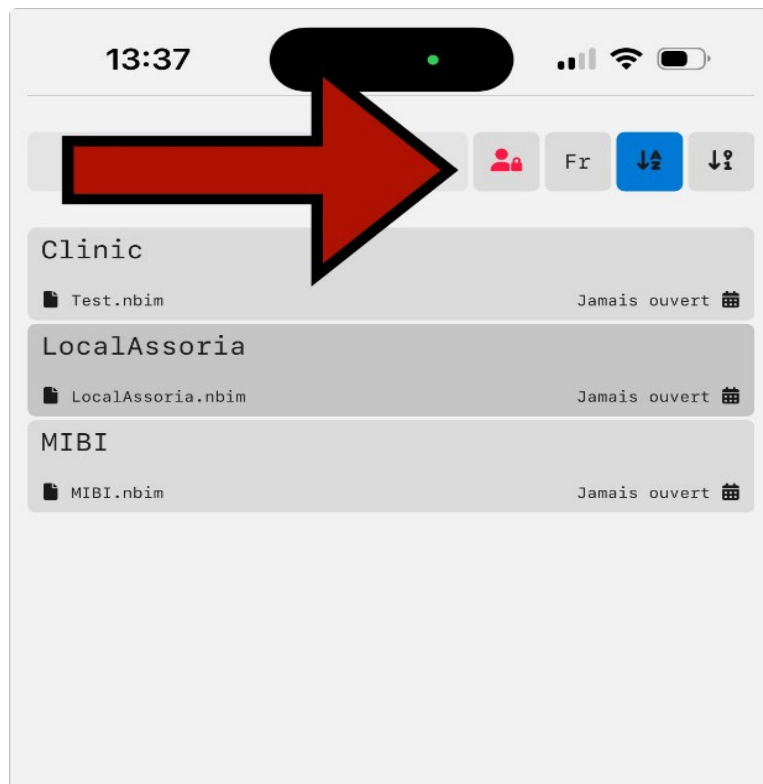 13:37
Fr
Clinic
Test.nbim Jamais ouvert
LocalAssoria
LocalAssoria.nbim Jamais ouvert
MIBI
MIBI.nbim Jamais ouvert